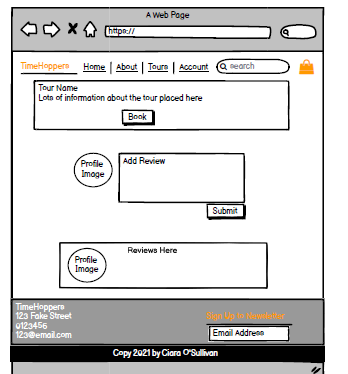 A Web Page
https://
TimeHoppers Home | About | Tours | Account search
Tour Name
Lots of information about the tour placed here
Book
Profile
Image
Add Review
Submit
Reviews Here
Profile
Image
TimeHoppers
123 Fake Street
0123456
123@email.com
Sign Up to Newsletter
Email Address
Copy 2021 by Ciara O'Sullivan